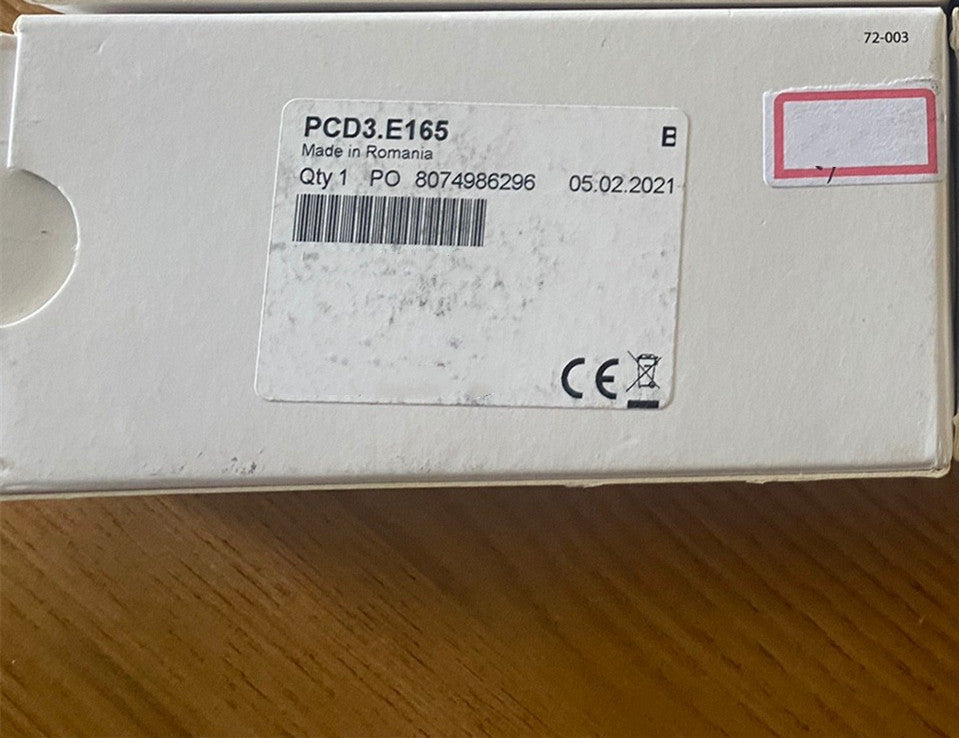 72-003
PCD3.E165 B
Made in Romania
Qty 1 PO 8074986296 05.02.2021
CE